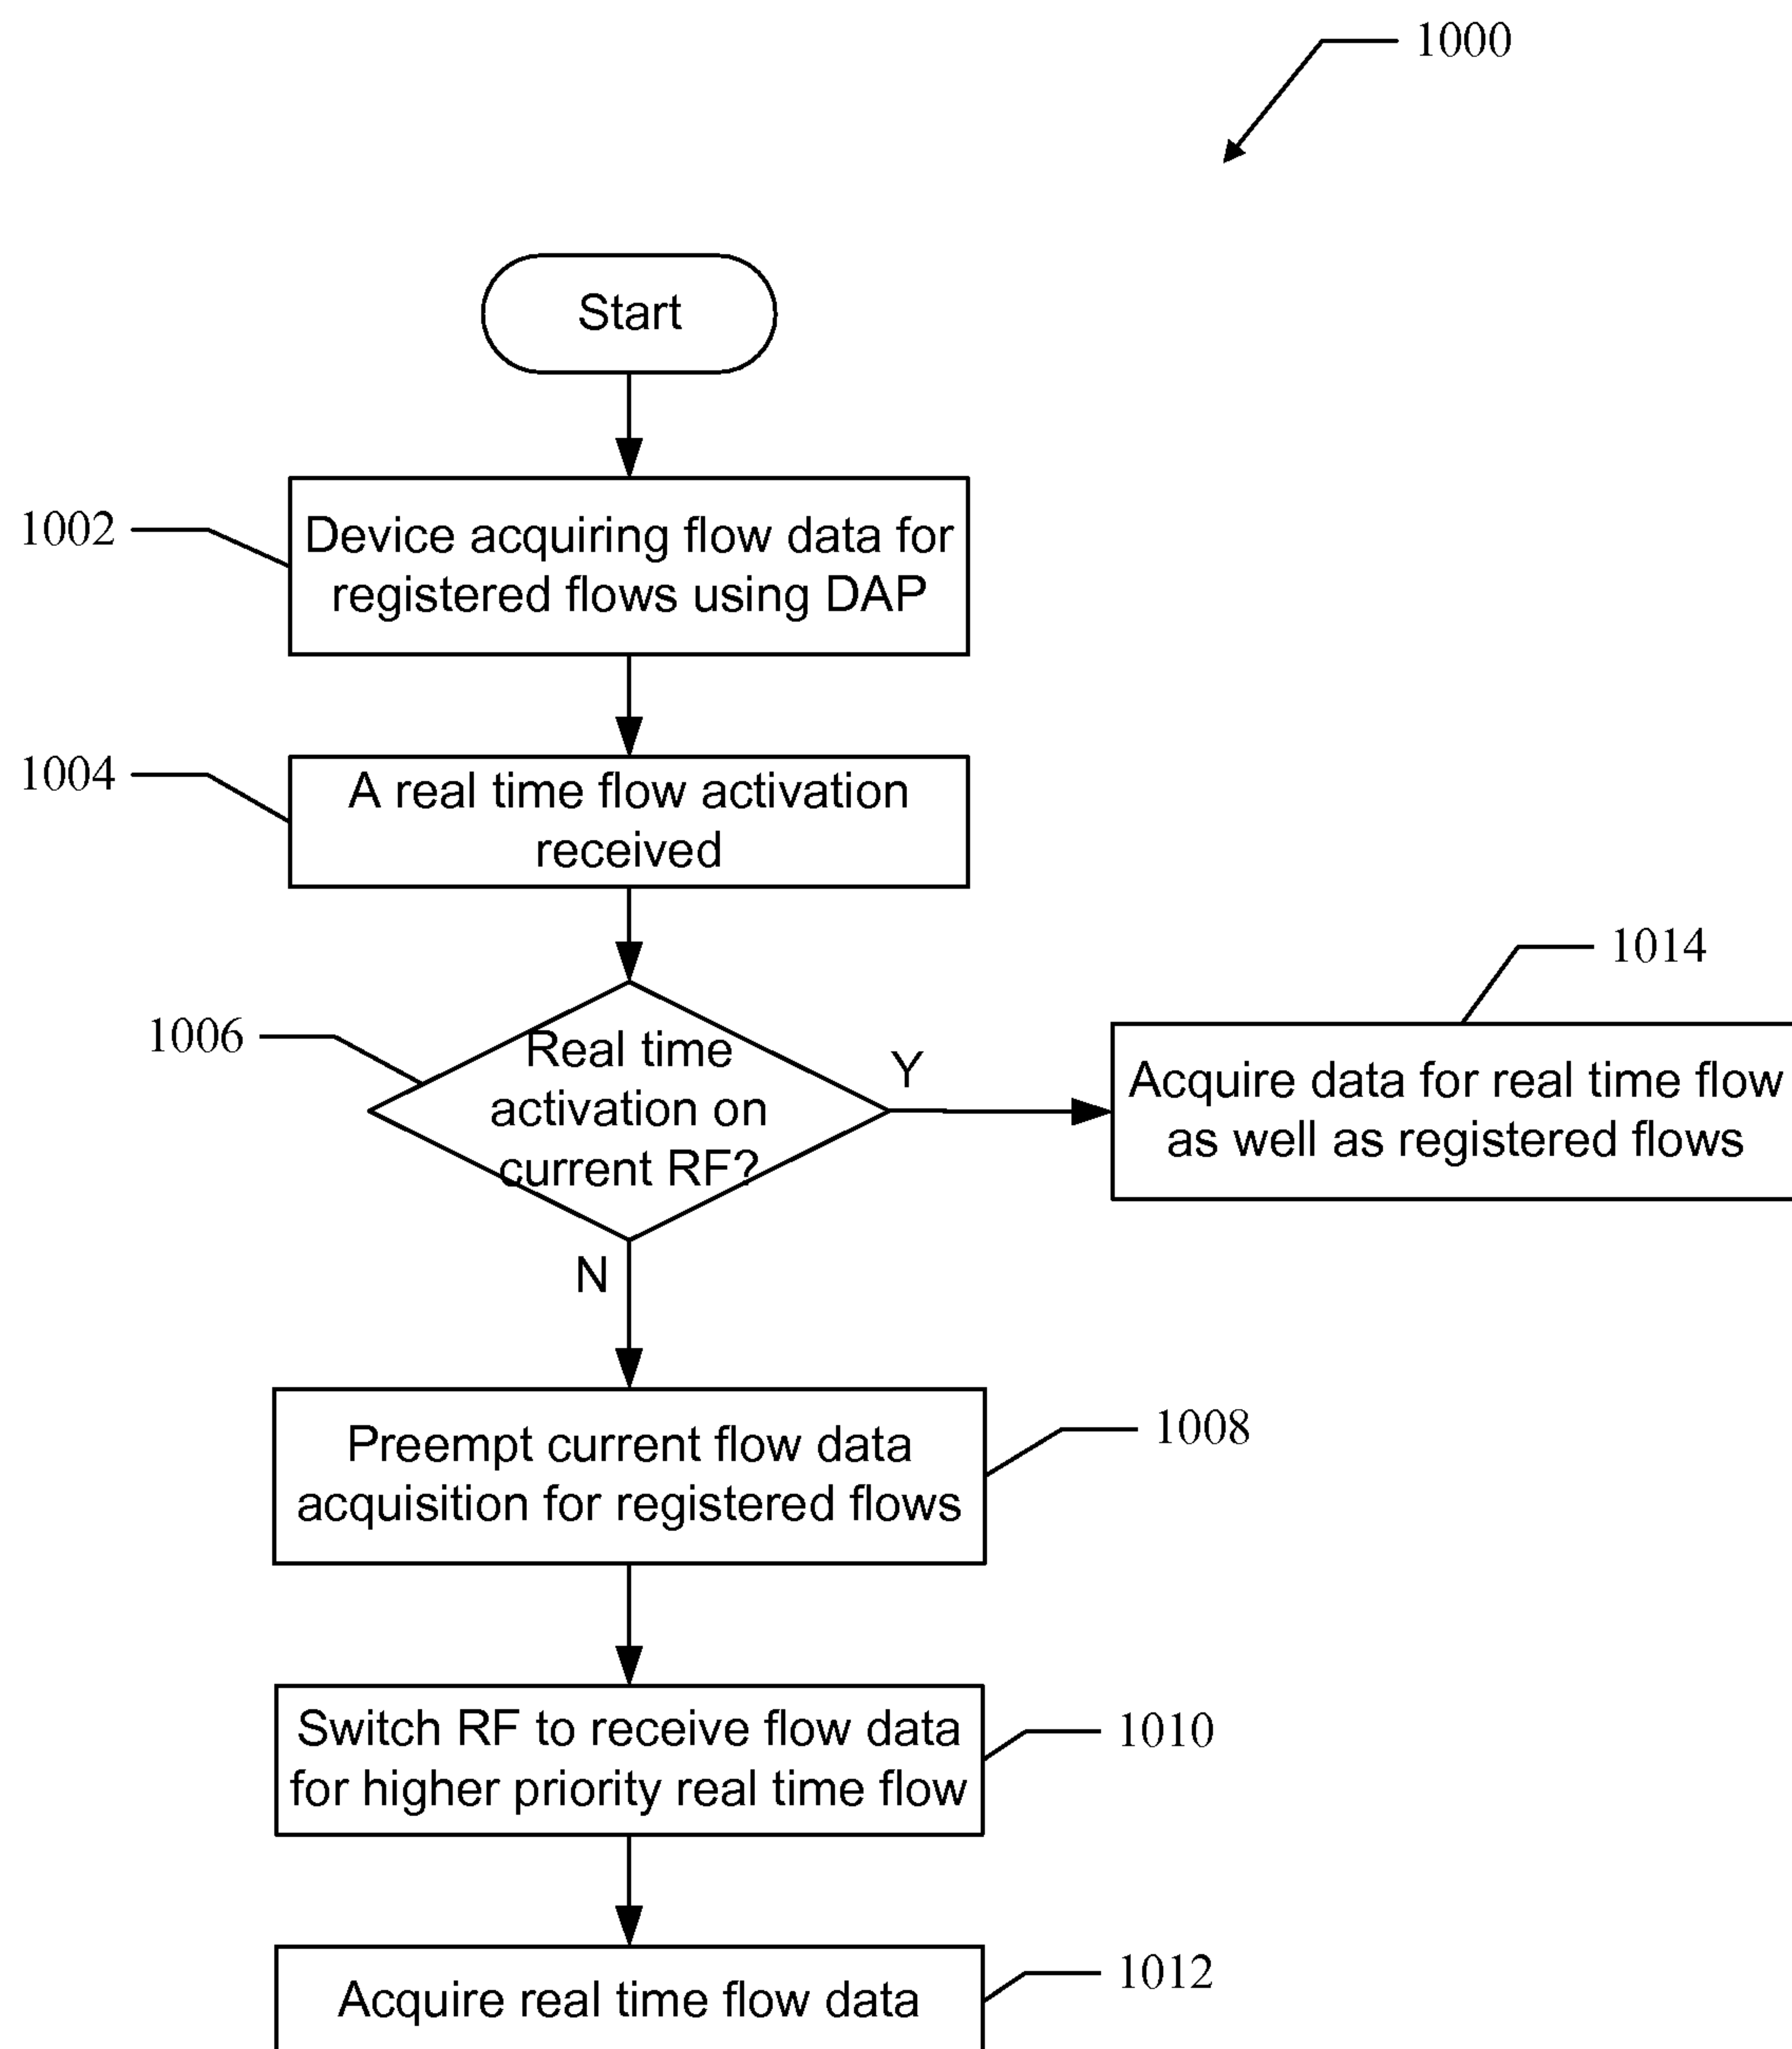 1000
Start
1002
Device acquiring flow data for
registered flows using DAP
1004
A real time flow activation
received
1006
Real time
activation on
current RF?
Y
1014
Acquire data for real time flow
as well as registered flows
N
Preempt current flow data
acquisition for registered flows
1008
Switch RF to receive flow data
for higher priority real time flow
1010
Acquire real time flow data
1012